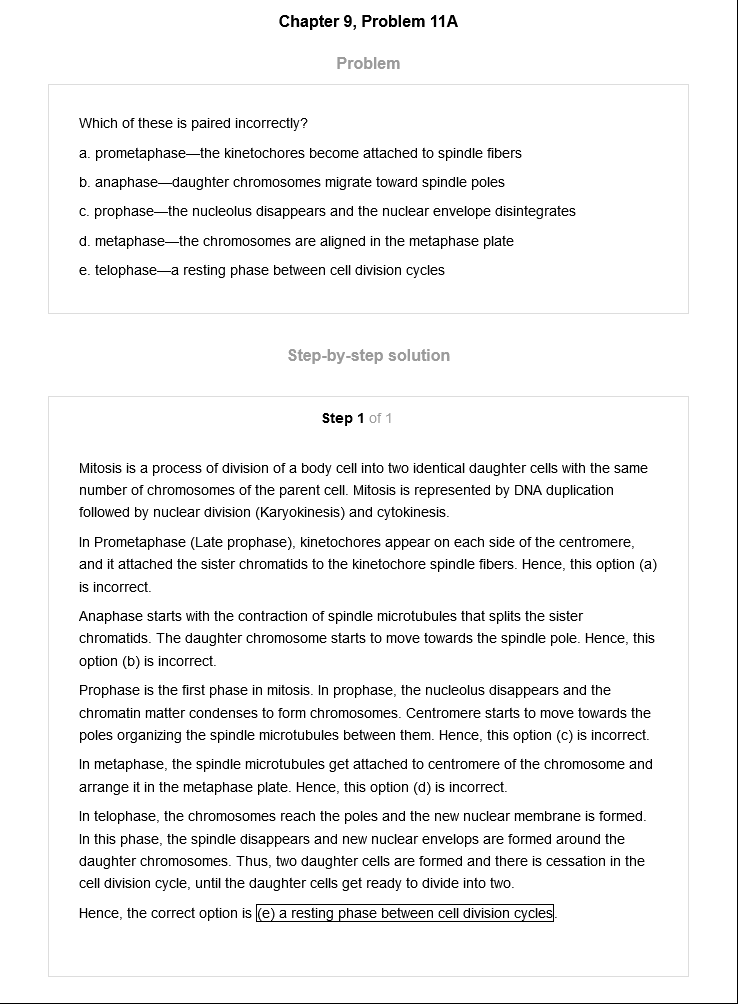 Chapter 9, Problem 11A
Problem
Which of these is paired incorrectly?
a. prometaphase—the kinetochores become attached to spindle fibers
b. anaphase—daughter chromosomes migrate toward spindle poles
c. prophase—the nucleolus disappears and the nuclear envelope disintegrates
d. metaphase—the chromosomes are aligned in the metaphase plate
e. telophase—a resting phase between cell division cycles
Step-by-step solution
Step 1 of 1
Mitosis is a process of division of a body cell into two identical daughter cells with the same
number of chromosomes of the parent cell. Mitosis is represented by DNA duplication
followed by nuclear division (Karyokinesis) and cytokinesis.
In Prometaphase (Late prophase), kinetochores appear on each side of the centromere,
and it attached the sister chromatids to the kinetochore spindle fibers. Hence, this option (a)
is incorrect.
Anaphase starts with the contraction of spindle microtubules that splits the sister
chromatids. The daughter chromosome starts to move towards the spindle pole. Hence, this
option (b) is incorrect.
Prophase is the first phase in mitosis. In prophase, the nucleolus disappears and the
chromatin matter condenses to form chromosomes. Centromere starts to move towards the
poles organizing the spindle microtubules between them. Hence, this option (c) is incorrect.
In metaphase, the spindle microtubules get attached to centromere of the chromosome and
arrange it in the metaphase plate. Hence, this option (d) is incorrect.
In telophase, the chromosomes reach the poles and the new nuclear membrane is formed.
In this phase, the spindle disappears and new nuclear envelops are formed around the
daughter chromosomes. Thus, two daughter cells are formed and there is cessation in the
cell division cycle, until the daughter cells get ready to divide into two.
Hence, the correct option is (e) a resting phase between cell division cycles.